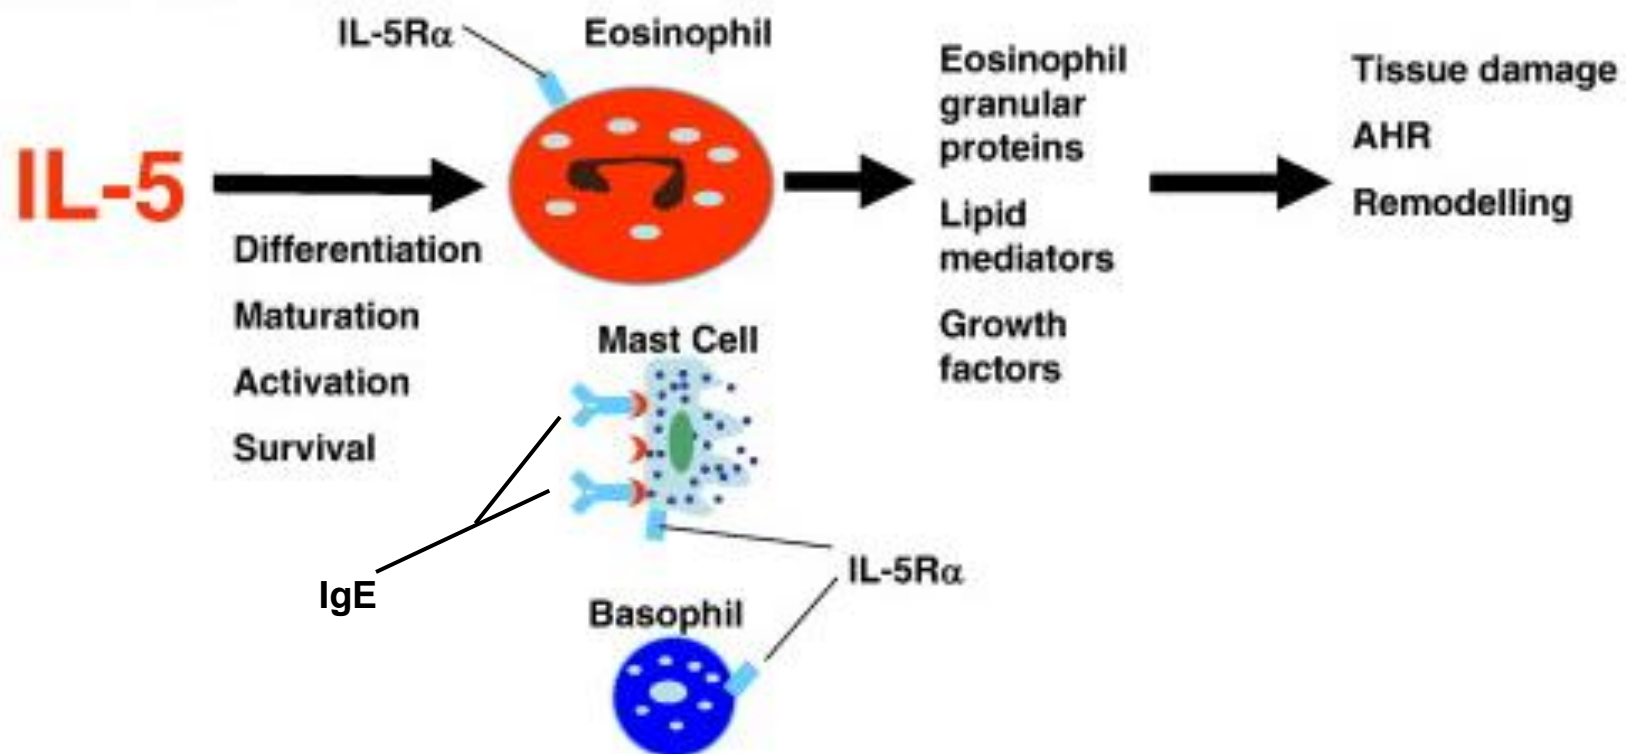 IL-5Rα
Eosinophil
IL-5
Differentiation
Maturation
Activation
Survival
Eosinophil
granular
proteins
Lipid
mediators
Growth
factors
Tissue damage
AHR
Remodelling
Mast Cell
IgE
IL-5Rα
Basophil